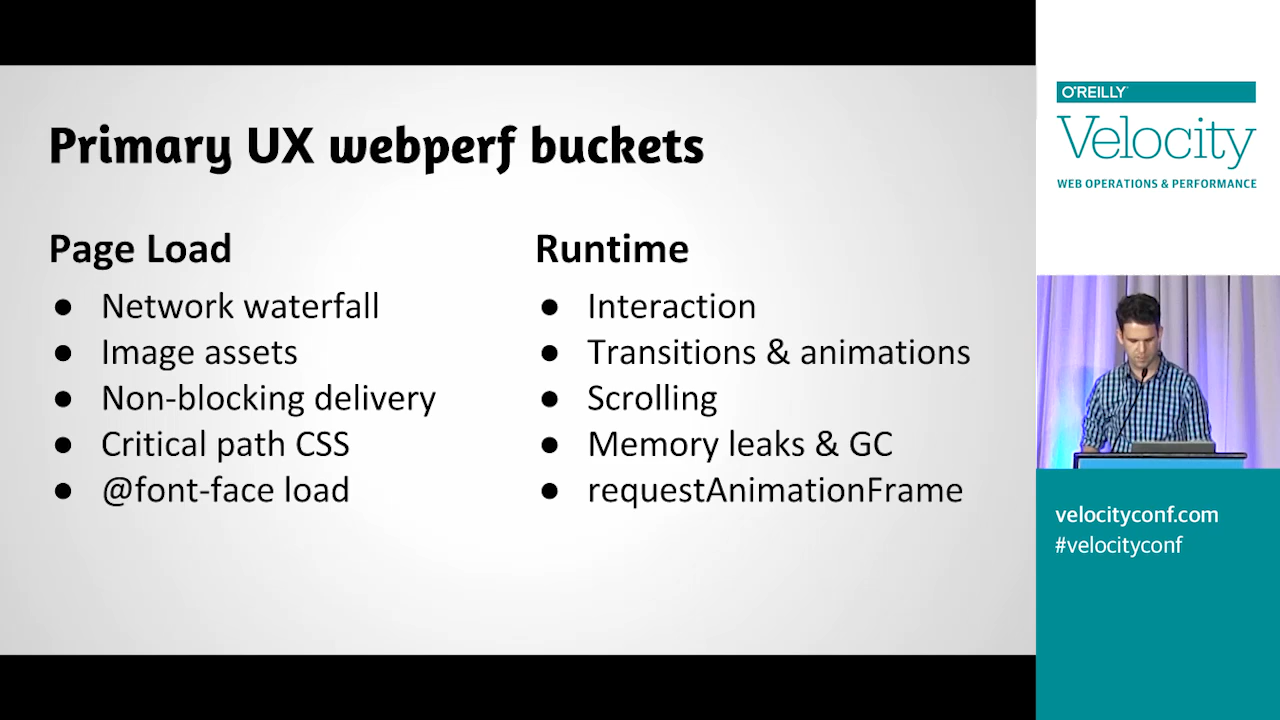 Primary UX webperf buckets
Page Load
● Network waterfall
● Image assets
● Non-blocking delivery
● Critical path CSS
● @font-face load
Runtime
● Interaction
● Transitions & animations
● Scrolling
● Memory leaks & GC
● requestAnimationFrame
O'REILLY
Velocity
WEB OPERATIONS & PERFORMANCE
velocityconf.com
#velocityconf